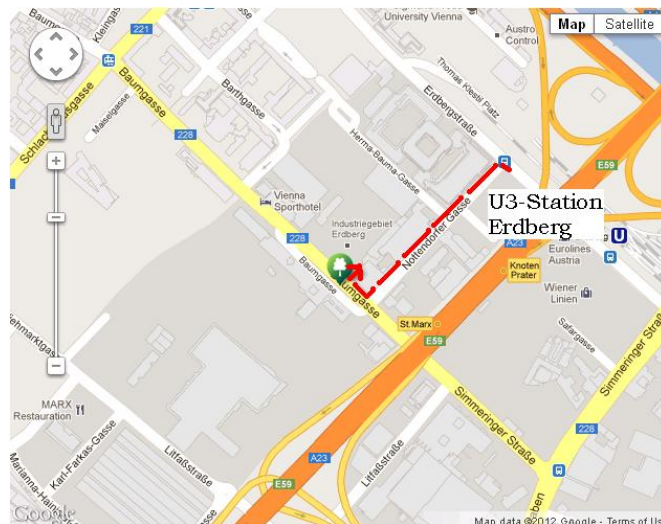 University Vienna
Austro
Control
Map
Satellite
221
Kleingasse
Baumgasse
Maiselgasse
228
Barthgasse
Thomas Klestil Platz
Erdbergstraße
Herma-Bauma-Gasse
E59
Vienna
Sporthotel
U3-Station
Erdberg
Industriegebiet
Erdberg
Nottendorfer Gasse
A23
U
Eurolines
Austria
228
Baumgasse
Knoten
Prater
Wiener
Linien
Baumgasse
St.Marx
E59
Safargasse
Simmeringer Straße
MARX
Restauration
Simmeringer Straße
228
Karl-Farkas-Gasse
Litfaßstraße
A23
Litfaßstraße
E59
Google
Map data ©2012 Google - Terms of Us